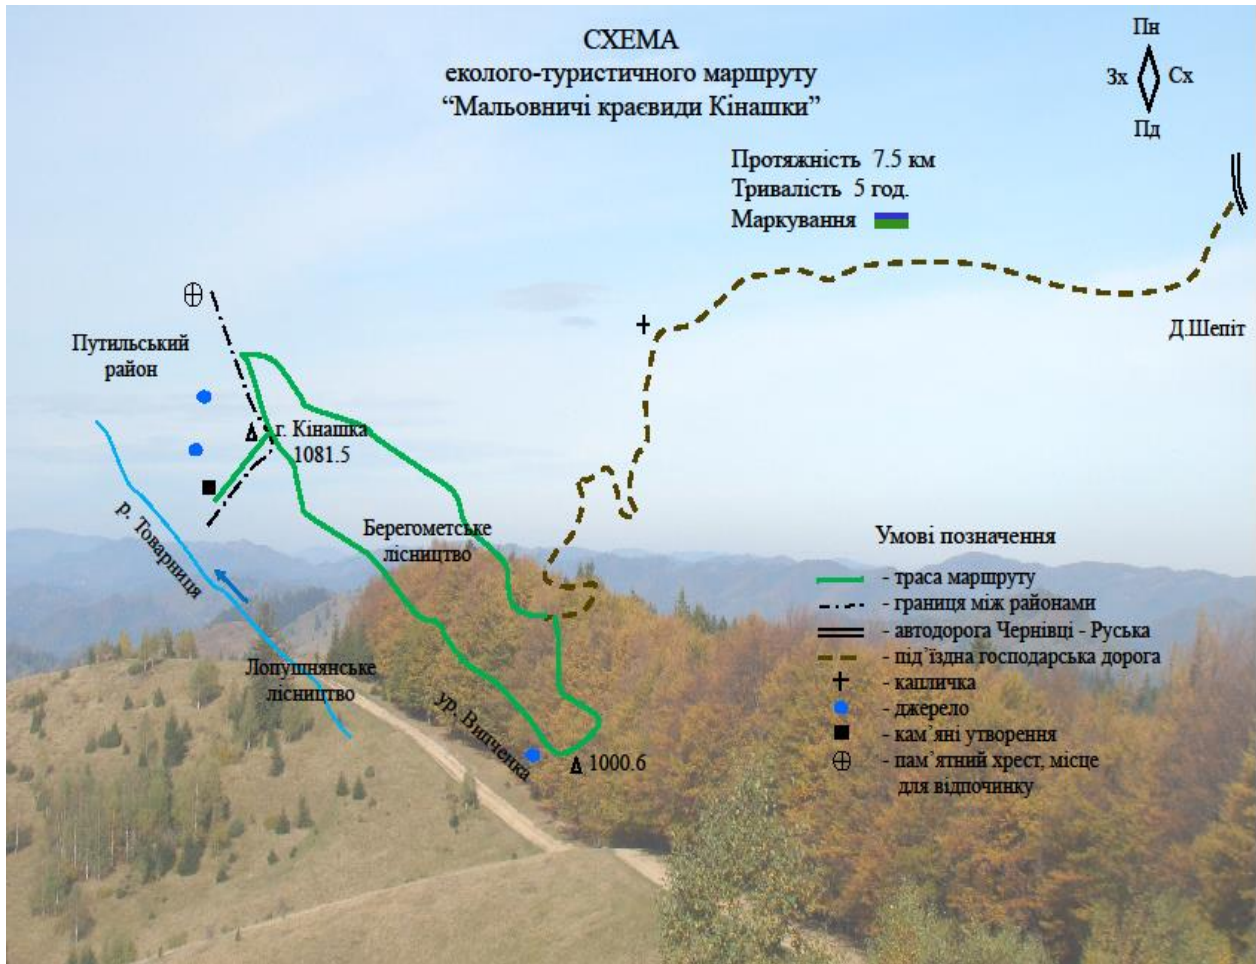 СХЕМА
еколого-туристичного маршруту
“Мальовничі краєвиди Кінашки”
Пн
Зх Сх
Пд
Протяжність 7.5 км
Тривалість 5 год.
Маркування
Д.Шепіт
Путильський
район
г. Кінашка
1081.5
р. Товарниця
Берегометське
лісництво
Лопушнянське
лісництво
ур. Випченка
1000.6
Умові позначення
- траса маршруту
- границя між районами
- автодорога Чернівці - Руська
- під’їздна господарська дорога
- капличка
- джерело
- кам’яні утворення
- пам’ятний хрест, місце
для відпочинку